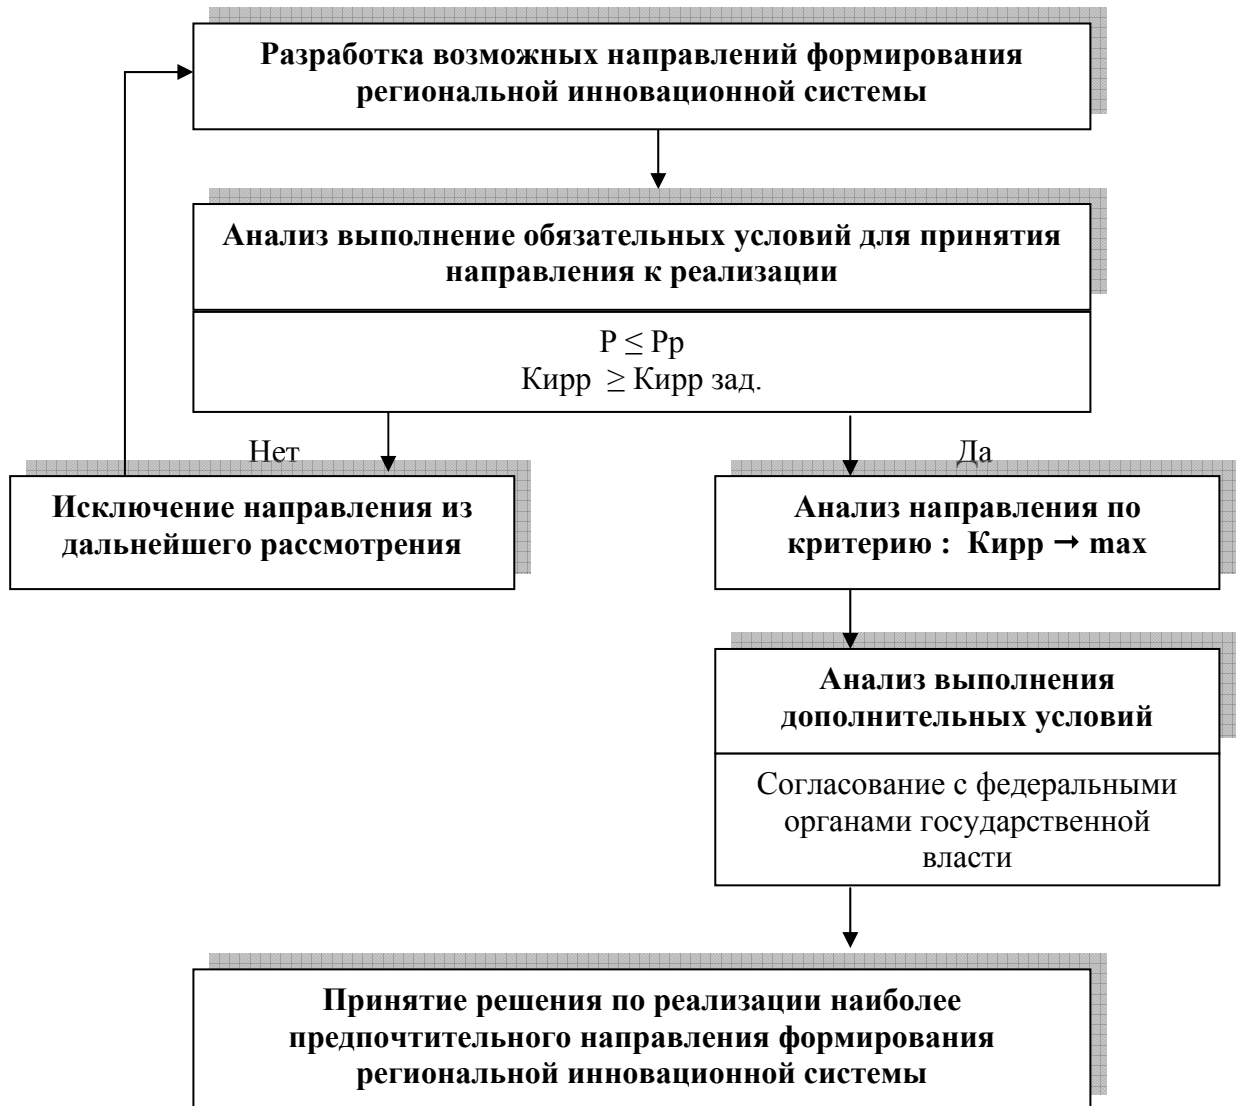 Разработка возможных направлений формирования
региональной инновационной системы
Анализ выполнение обязательных условий для принятия
направления к реализации
Р ≤ Рр
Кирр ≥ Кирр зад.
Нет
Да
Исключение направления из
дальнейшего рассмотрения
Анализ направления по
критерию : Кирр → max
Анализ выполнения
дополнительных условий
Согласование с федеральными
органами государственной
власти
Принятие решения по реализации наиболее
предпочтительного направления формирования
региональной инновационной системы